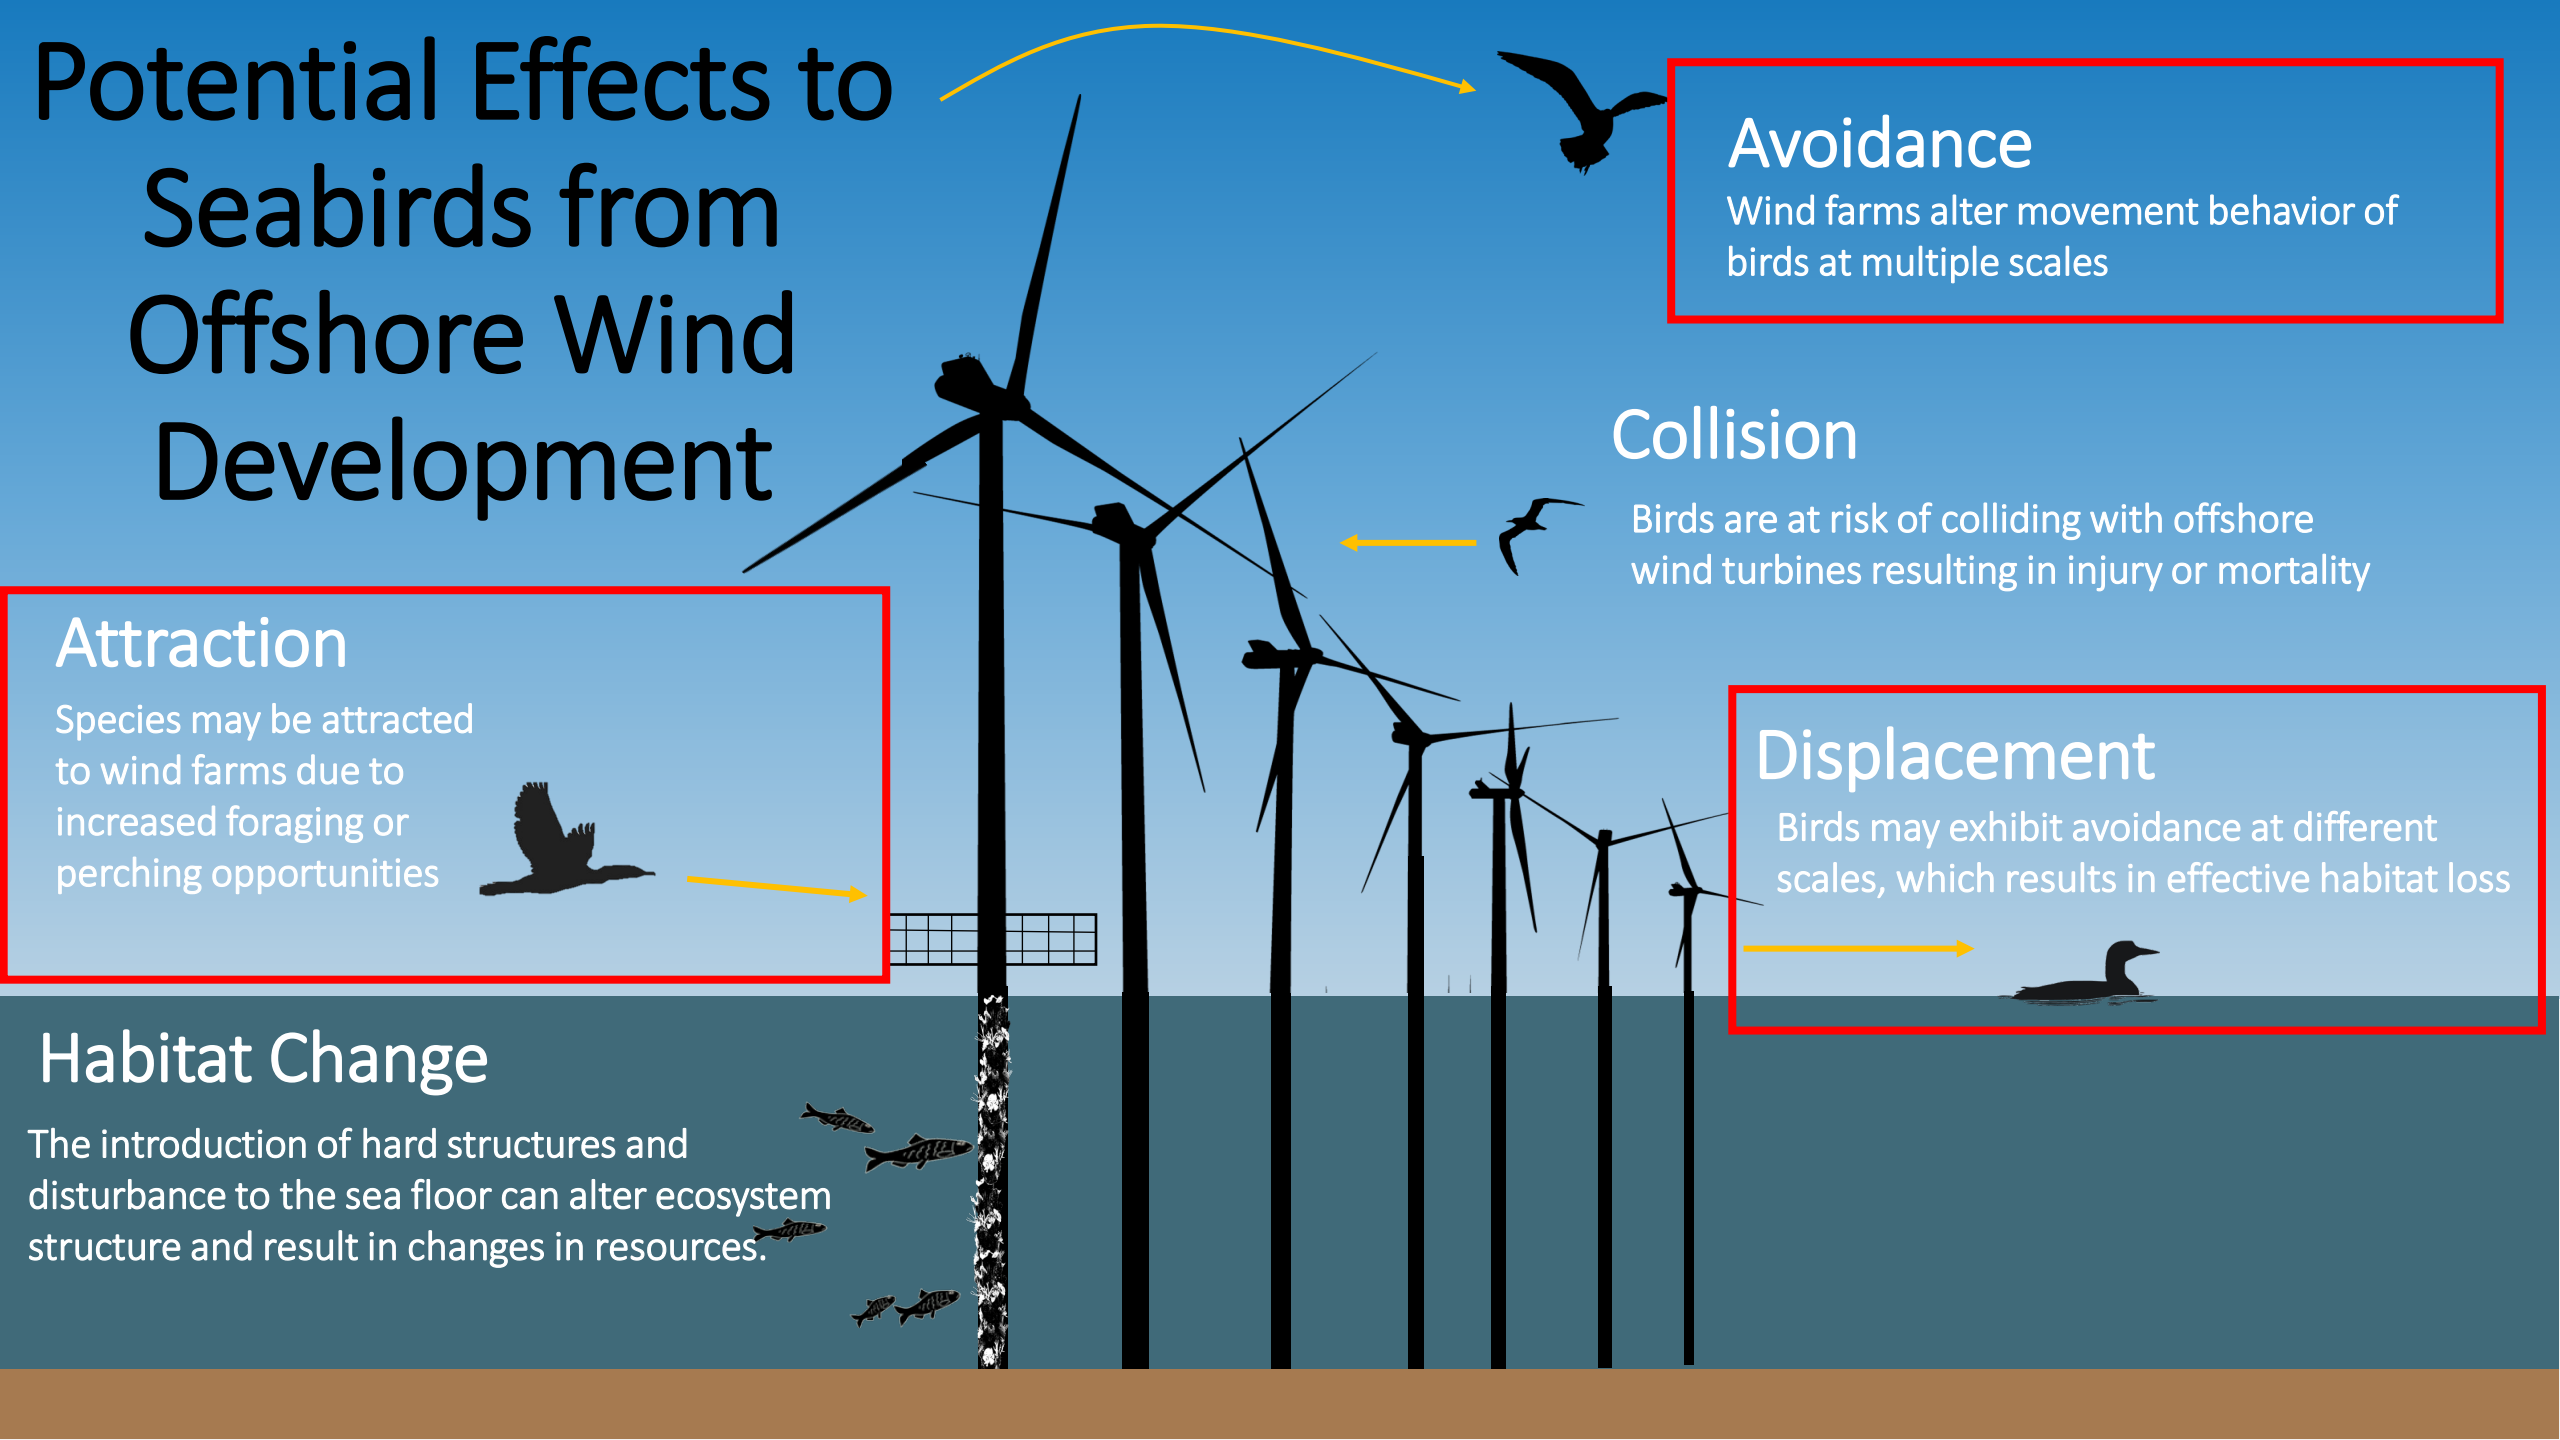 Potential Effects to
Seabirds from
Offshore Wind
Development
Avoidance
Wind farms alter movement behavior of
birds at multiple scales
Collision
Birds are at risk of colliding with offshore
wind turbines resulting in injury or mortality
Attraction
Species may be attracted
to wind farms due to
increased foraging or
perching opportunities
Displacement
Birds may exhibit avoidance at different
scales, which results in effective habitat loss
Habitat Change
The introduction of hard structures and
disturbance to the sea floor can alter ecosystem
structure and result in changes in resources.